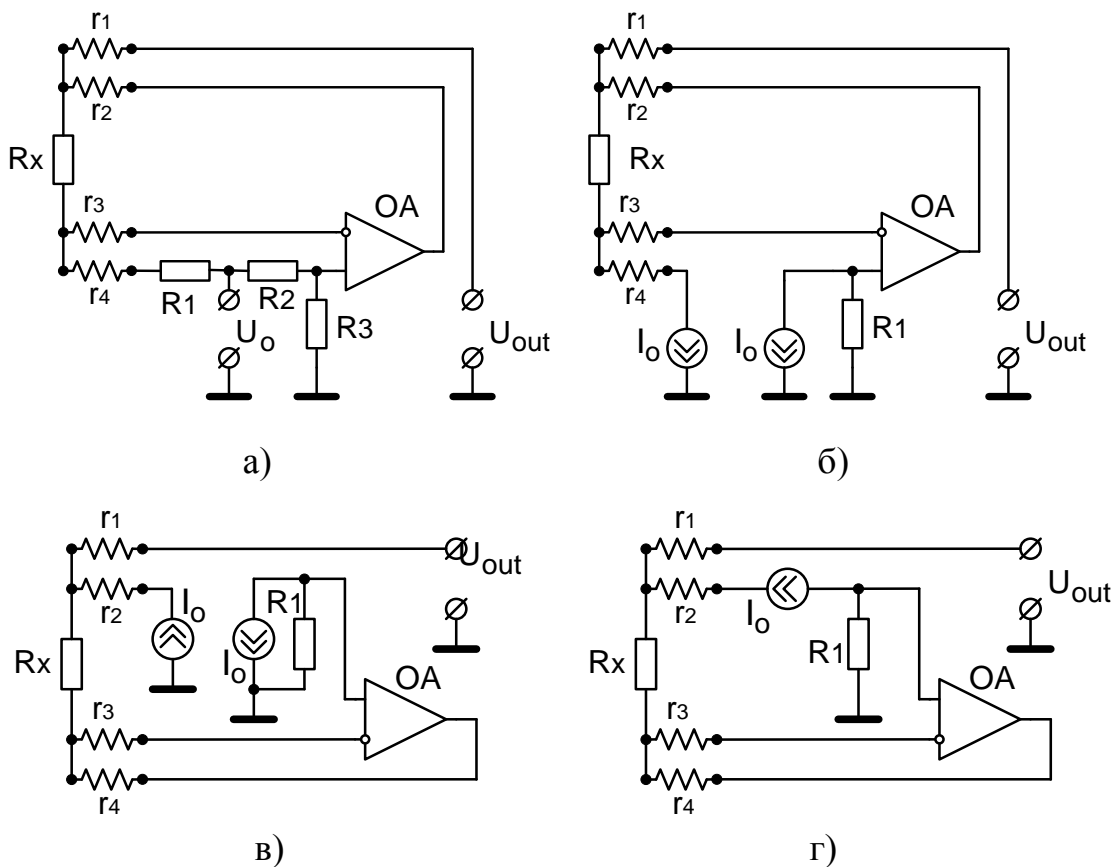 r1
r2
Rx
r3
OA
r4
R1
R2
R3
Uo
Uout
а)
r1
r2
Rx
r3
OA
r4
Io
Io
R1
Uout
б)
r1
Uout
r2
Io
R1
Io
Rx
OA
r3
r4
в)
r1
Uout
r2
Io
R1
Rx
OA
r3
r4
г)